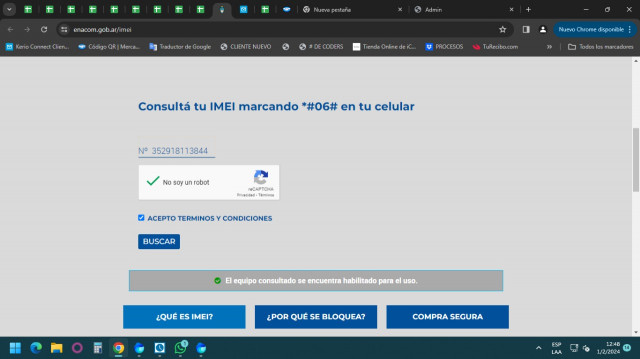 Nueva pestaña
Admin
enacom.gob.ar/imei
Nuevo Chrome disponible
Kerio Connect Clien...
Código QR | Merca...
Traductor de Google
CLIENTE NUEVO
# DE CODERS
Tienda Online de iC...
PROCESOS
TuRecibo.com
»
Todos los marcadores
Consultá tu IMEI marcando *#06# en tu celular
Nº 352918113844
No soy un robot
reCAPTCHA
Privacidad - Términos
ACEPTO TERMINOS Y CONDICIONES
BUSCAR
El equipo consultado se encuentra habilitado para el uso.
¿QUÉ ES IMEI?
¿POR QUÉ SE BLOQUEA?
COMPRA SEGURA
ESP
LAA
12:48
1/2/2024